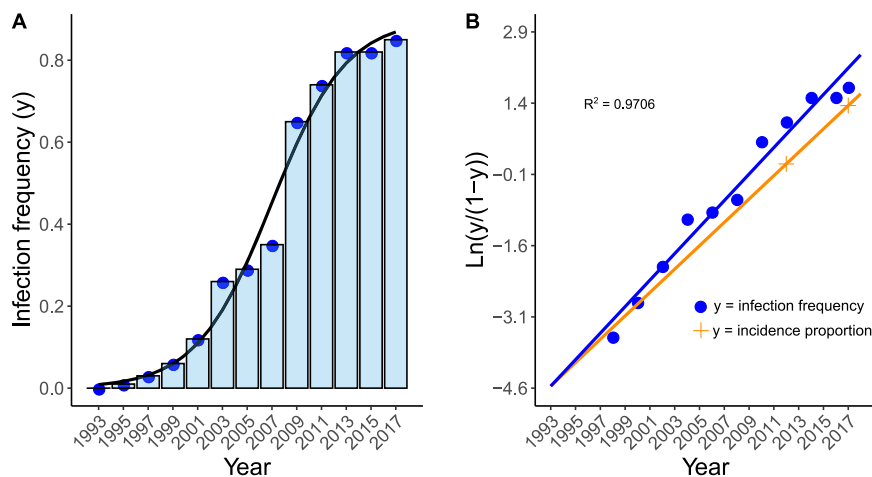 A
Infection frequency (y)
0.8
0.6
0.4
0.2
0.0
1993 1995 1997 1999 2001 2003 2005 2007 2009 2011 2013 2015 2017
Year
B
Ln(y/(1−y))
2.9
1.4
−0.1
−1.6
−3.1
−4.6
R² = 0.9706
y = infection frequency
y = incidence proportion
1993 1995 1997 1999 2001 2003 2005 2007 2009 2011 2013 2015 2017
Year